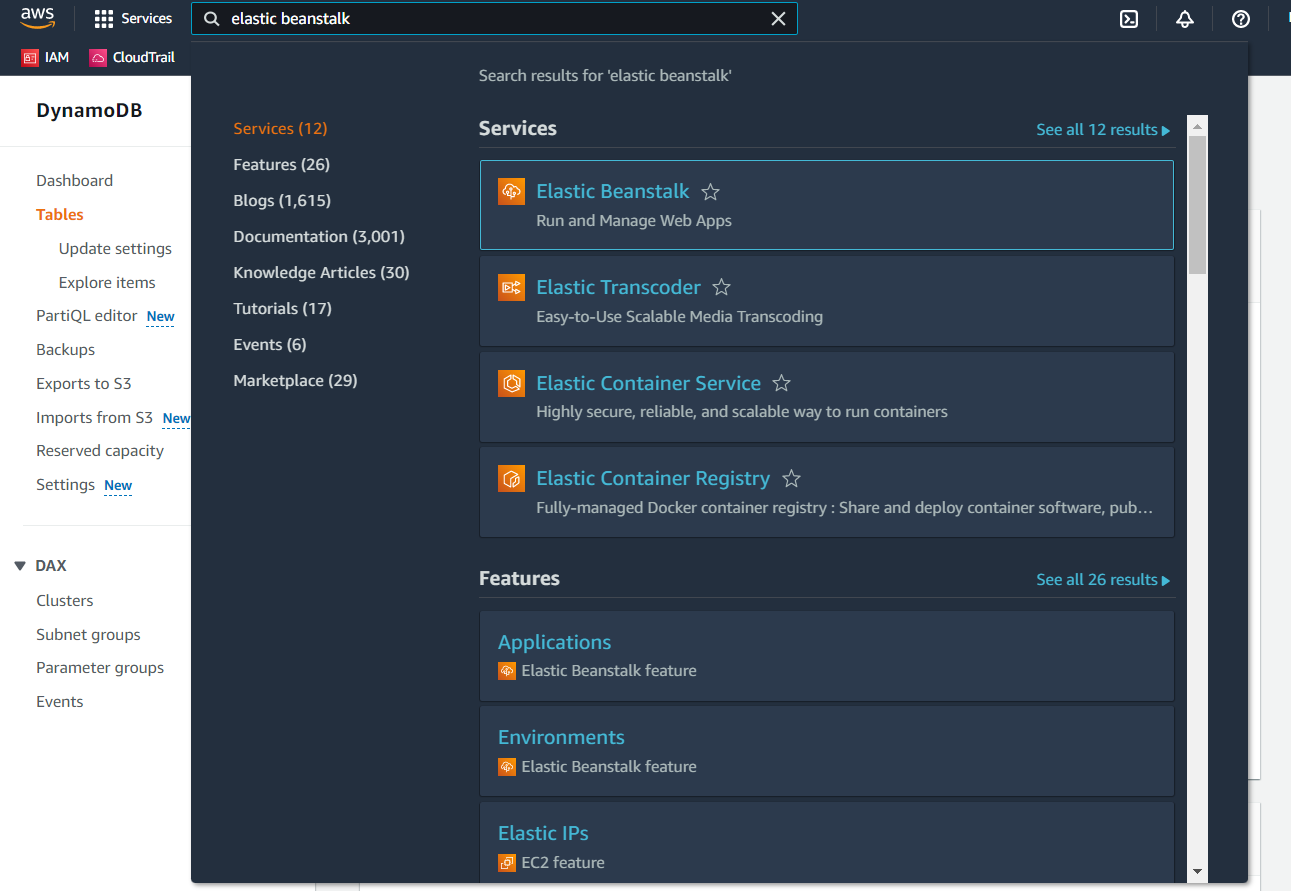 aws
Services
elastic beanstalk
IAM
CloudTrail
DynamoDB
Dashboard
Tables
Update settings
Explore items
PartiQL editor New
Backups
Exports to S3
Imports from S3 New
Reserved capacity
Settings New
DAX
Clusters
Subnet groups
Parameter groups
Events
Search results for 'elastic beanstalk'
Services (12)
Features (26)
Blogs (1,615)
Documentation (3,001)
Knowledge Articles (30)
Tutorials (17)
Events (6)
Marketplace (29)
Services
See all 12 results
Elastic Beanstalk
Run and Manage Web Apps
Elastic Transcoder
Easy-to-Use Scalable Media Transcoding
Elastic Container Service
Highly secure, reliable, and scalable way to run containers
Elastic Container Registry
Fully-managed Docker container registry : Share and deploy container software, pub…
Features
See all 26 results
Applications
Elastic Beanstalk feature
Environments
Elastic Beanstalk feature
Elastic IPs
EC2 feature